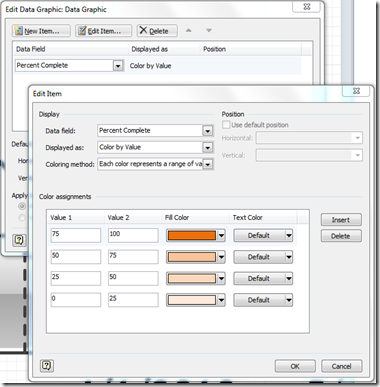 Edit Data Graphic: Data Graphic
New Item... Edit Item... Delete
Data Field Displayed as Position
Percent Complete Color by Value
Edit Item
Display Position
Data field: Percent Complete
Use default position
Displayed as: Color by Value
Horizontal:
Coloring method: Each color represents a range of va
Vertical:
Defau
Hori
Ver
Apply
Color assignments
Value 1 Value 2 Fill Color Text Color
75 100 Default
50 75 Default
25 50 Default
0 25 Default
Insert
Delete
OK Cancel